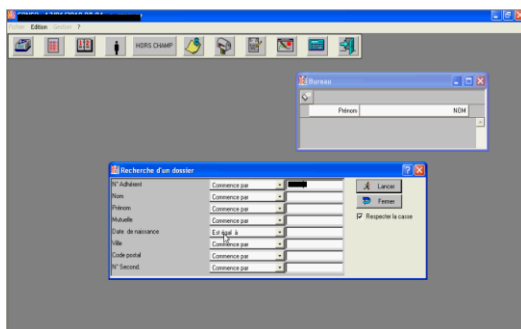 Edition ?
HORS CHAMP
Bureau
Prénom NOM
Recherche d'un dossier
N° Adhérent Commence par Lancer
Nom Commence par Fermer
Prénom Commence par Respecter la casse
Mutuelle Commence par
Date de naissance Est égal à
Ville Commence par
Code postal Commence par
N° Second. Commence par